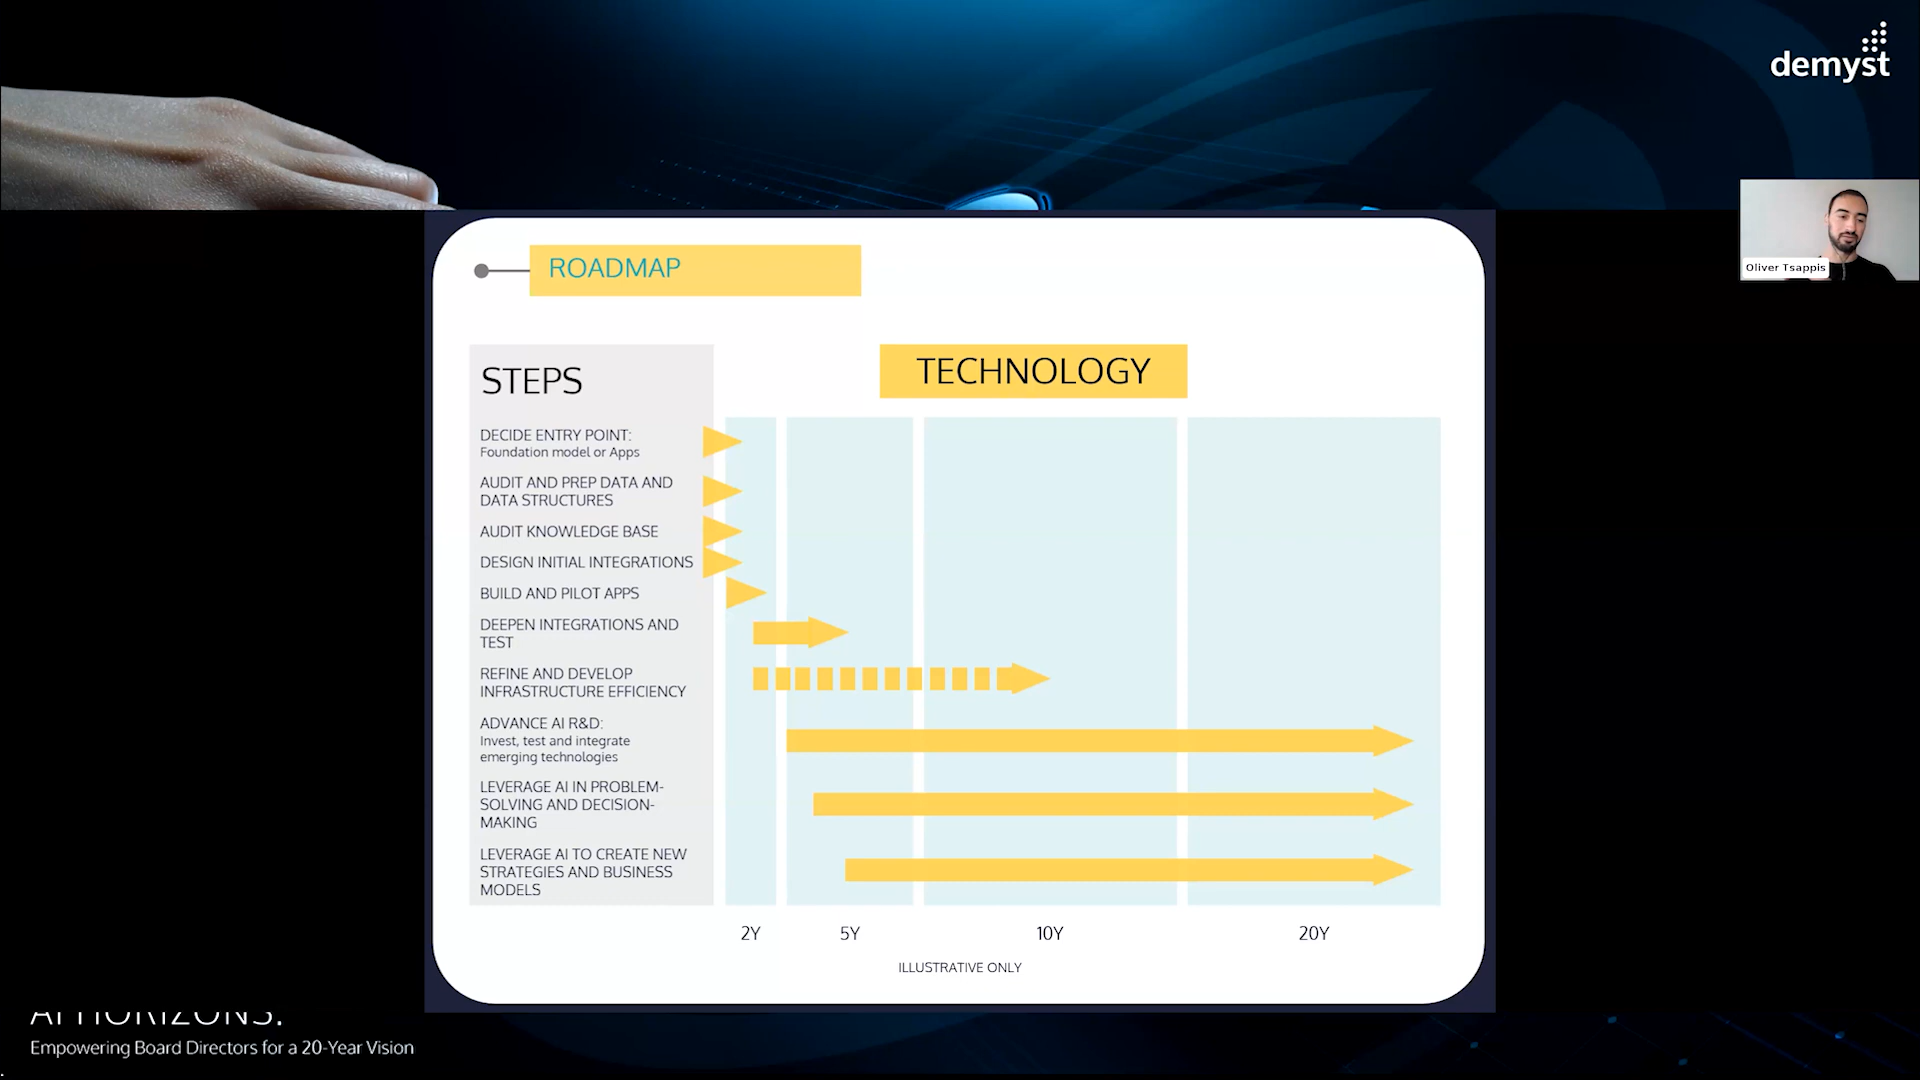 demyst
Oliver Tsappis
ROADMAP
STEPS
TECHNOLOGY
DECIDE ENTRY POINT:
Foundation model or Apps
AUDIT AND PREP DATA AND
DATA STRUCTURES
AUDIT KNOWLEDGE BASE
DESIGN INITIAL INTEGRATIONS
BUILD AND PILOT APPS
DEEPEN INTEGRATIONS AND
TEST
REFINE AND DEVELOP
INFRASTRUCTURE EFFICIENCY
ADVANCE AI R&D:
Invest, test and integrate
emerging technologies
LEVERAGE AI IN PROBLEM-
SOLVING AND DECISION-
MAKING
LEVERAGE AI TO CREATE NEW
STRATEGIES AND BUSINESS
MODELS
2Y 5Y 10Y 20Y
ILLUSTRATIVE ONLY
AI HORIZONS:
Empowering Board Directors for a 20-Year Vision